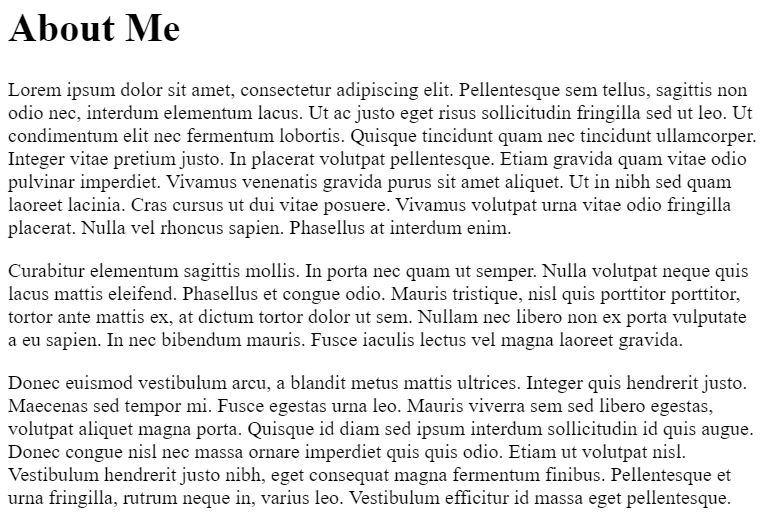 About Me
Lorem ipsum dolor sit amet, consectetur adipiscing elit. Pellentesque sem tellus, sagittis non
odio nec, interdum elementum lacus. Ut ac justo eget risus sollicitudin fringilla sed ut leo. Ut
condimentum elit nec fermentum lobortis. Quisque tincidunt quam nec tincidunt ullamcorper.
Integer vitae pretium justo. In placerat volutpat pellentesque. Etiam gravida quam vitae odio
pulvinar imperdiet. Vivamus venenatis gravida purus sit amet aliquet. Ut in nibh sed quam
laoreet lacinia. Cras cursus ut dui vitae posuere. Vivamus volutpat urna vitae odio fringilla
placerat. Nulla vel rhoncus sapien. Phasellus at interdum enim.
Curabitur elementum sagittis mollis. In porta nec quam ut semper. Nulla volutpat neque quis
lacus mattis eleifend. Phasellus et congue odio. Mauris tristique, nisl quis porttitor porttitor,
tortor ante mattis ex, at dictum tortor dolor ut sem. Nullam nec libero non ex porta vulputate
a eu sapien. In nec bibendum mauris. Fusce iaculis lectus vel magna laoreet gravida.
Donec euismod vestibulum arcu, a blandit metus mattis ultrices. Integer quis hendrerit justo.
Maecenas sed tempor mi. Fusce egestas urna leo. Mauris viverra sem sed libero egestas,
volutpat aliquet magna porta. Quisque id diam sed ipsum interdum sollicitudin id quis augue.
Donec congue nisl nec massa ornare imperdiet quis quis odio. Etiam ut volutpat nisl.
Vestibulum hendrerit justo nibh, eget consequat magna fermentum finibus. Pellentesque et
urna fringilla, rutrum neque in, varius leo. Vestibulum efficitur id massa eget pellentesque.